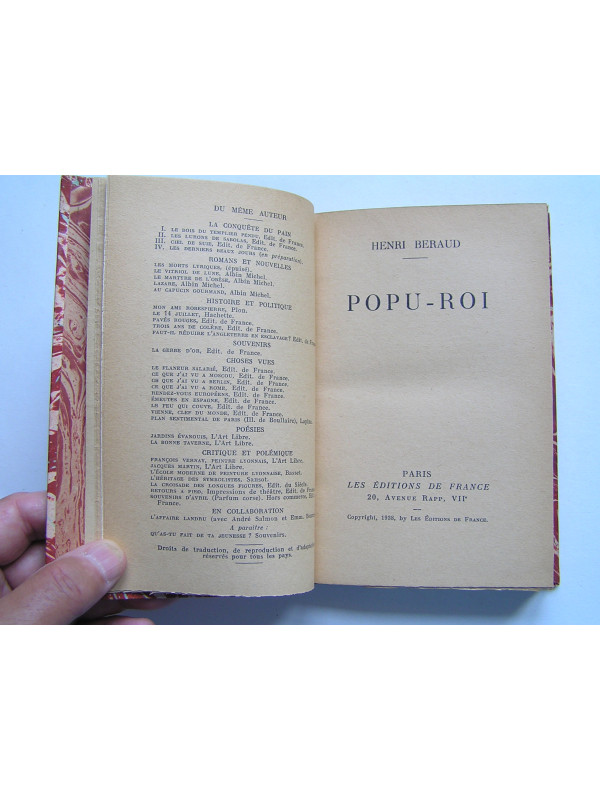 DU MÊME AUTEUR
LA CONQUÊTE DU PAIN
I. LE BOIS DU TEMPLIER PENDU, Edit. de France.
II. LES LURONS DE SABOLAS, Edit. de France.
III. CIEL DE SUIE, Edit. de France.
IV. LES DERNIERS BEAUX JOURS (en préparation).
ROMANS ET NOUVELLES
LES MORTS LYRIQUES, (épuisé).
LE VITRIOL DE LUNE, Albin Michel.
LE MARTYRE DE L'OBÈSE, Albin Michel.
LAZARE, Albin Michel.
AU CAPUCIN GOURMAND, Albin Michel.
HISTOIRE ET POLITIQUE
MON AMI ROBESPIERRE, Plon.
LE 14 JUILLET, Hachette.
PAVÉS ROUGES, Edit. de France.
TROIS ANS DE COLÈRE, Edit. de France.
FAUT-IL RÉDUIRE L'ANGLETERRE EN ESCLAVAGE? Edit. de Fran
SOUVENIRS
LA GERBE D'OR, Edit. de France.
CHOSES VUES
LE FLANEUR SALARIÉ, Edit. de France.
CE QUE J'AI VU A MOSCOU, Edit. de France.
CE QUE J'AI VU A BERLIN, Edit. de France.
CE QUE J'AI VU A ROME, Edit. de France.
RENDEZ-VOUS EUROPÉENS, Edit. de France.
ÉMEUTES EN ESPAGNE, Edit. de France.
LE FEU QUI COUVE, Edit. de France.
VIENNE, CLEF DU MONDE, Edit. de France.
PLAN SENTIMENTAL DE PARIS (Ill. de Boullaire),
POÉSIES
JARDINS ÉVANOUIS, L'Art Libre.
LA BONNE TAVERNE, L'Art Libre.
CRITIQUE ET POLÉMIQUE
FRANÇOIS VERNAY, PEINTRE LYONNAIS, L'Art Libre.
JACQUES MARTIN, L'Art Libre.
L'ÉCOLE MODERNE DE PEINTURE LYONNAISE,
L'HÉRITAGE DES SYMBOLISTES, Sansot.
LA CROISADE DES LONGUES FIGURES, Edit. du Siècle.
RETOURS A PIED, Impressions de théâtre, Edit. de
SOUVENIRS D'AVRIL (Parfum corse). Hors commerce, Edi
France.
EN COLLABORATION
L'AFFAIRE LANDRU (avec André Salmon et Emm.
A paraître :
QU'AS-TU FAIT DE TA JEUNESSE ? Souvenirs.
Droits de traduction, de reproduction et d'adapta
réservés pour tous les pays.
HENRI BERAUD
POPU-ROI
PARIS
LES ÉDITIONS DE FRANCE
20, AVENUE RAPP, VIIᵉ
Copyright, 1938, by LES ÉDITIONS DE FRANCE.